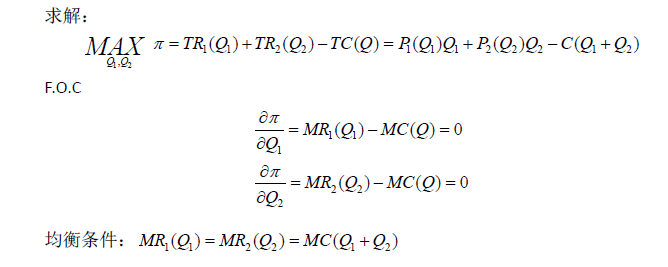 求解：
MAX π = TR₁(Q₁)+TR₂(Q₂)−TC(Q) = P₁(Q₁)Q₁+P₂(Q₂)Q₂−C(Q₁+Q₂)
Q₁,Q₂
F.O.C
∂π/∂Q₁ = MR₁(Q₁)−MC(Q) = 0
∂π/∂Q₂ = MR₂(Q₂)−MC(Q) = 0
均衡条件：MR₁(Q₁) = MR₂(Q₂) = MC(Q₁+Q₂)